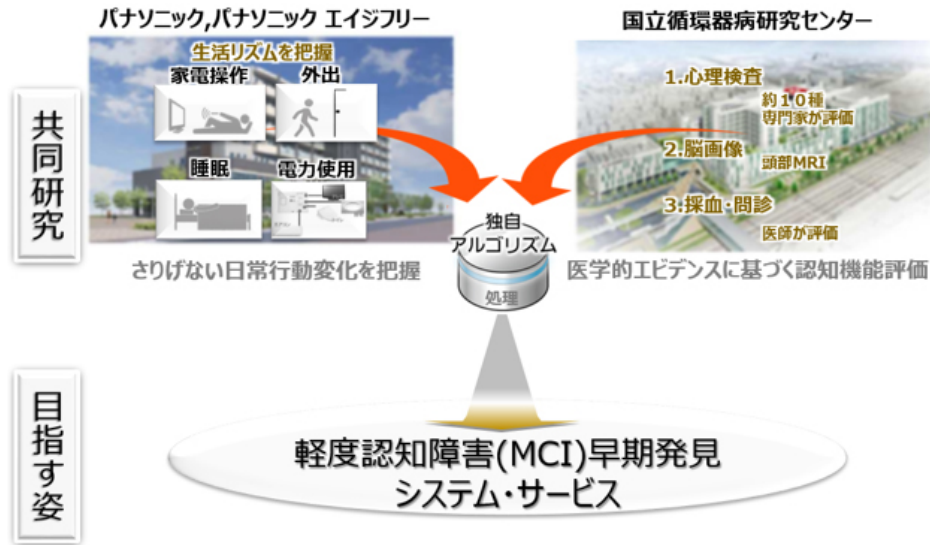 パナソニック,パナソニック エイジフリー
国立循環器病研究センター
共同研究
生活リズムを把握
家電操作
外出
睡眠
電力使用
さりげない日常行動変化を把握
1.心理検査
約10種
専門家が評価
2.脳画像
頭部MRI
3.採血・問診
医師が評価
医学的エビデンスに基づく認知機能評価
独自
アルゴリズム
処理
目指す姿
軽度認知障害(MCI)早期発見
システム・サービス